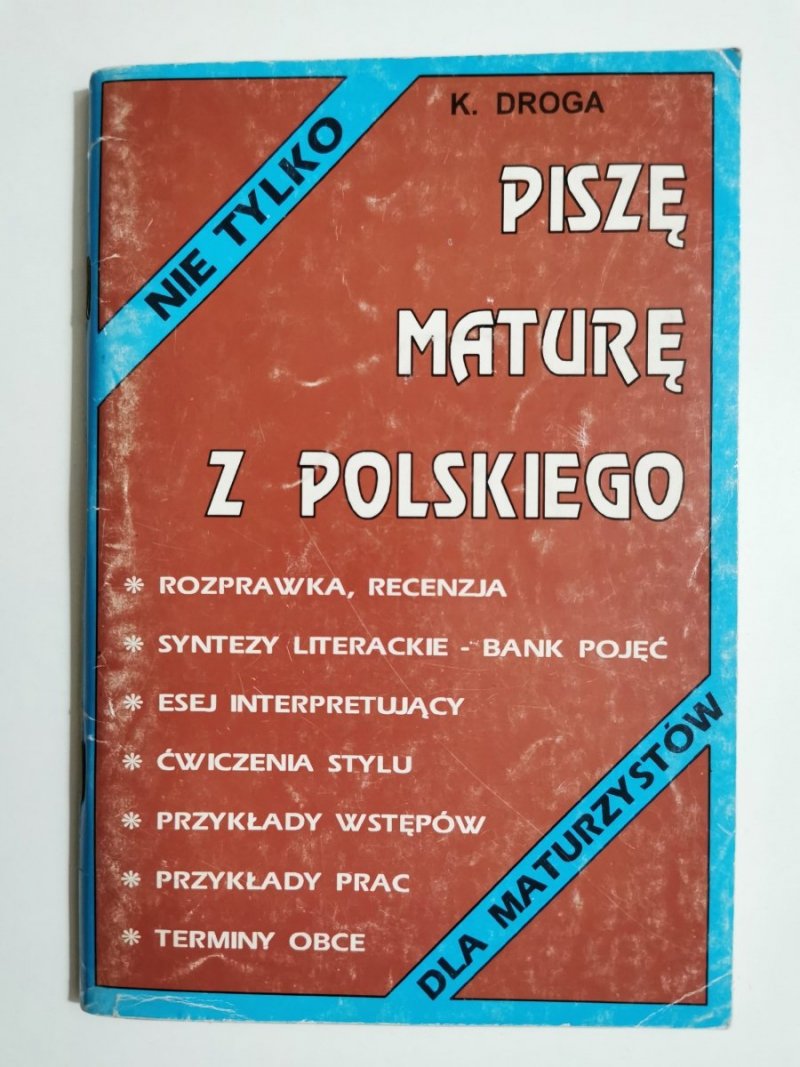 K. DROGA
NIE TYLKO
PISZĘ
MATURĘ
Z POLSKIEGO
* ROZPRAWKA, RECENZJA
* SYNTEZY LITERACKIE - BANK POJĘĆ
* ESEJ INTERPRETUJĄCY
* ĆWICZENIA STYLU
* PRZYKŁADY WSTĘPÓW
* PRZYKŁADY PRAC
* TERMINY OBCE
DLA MATURZYSTÓW